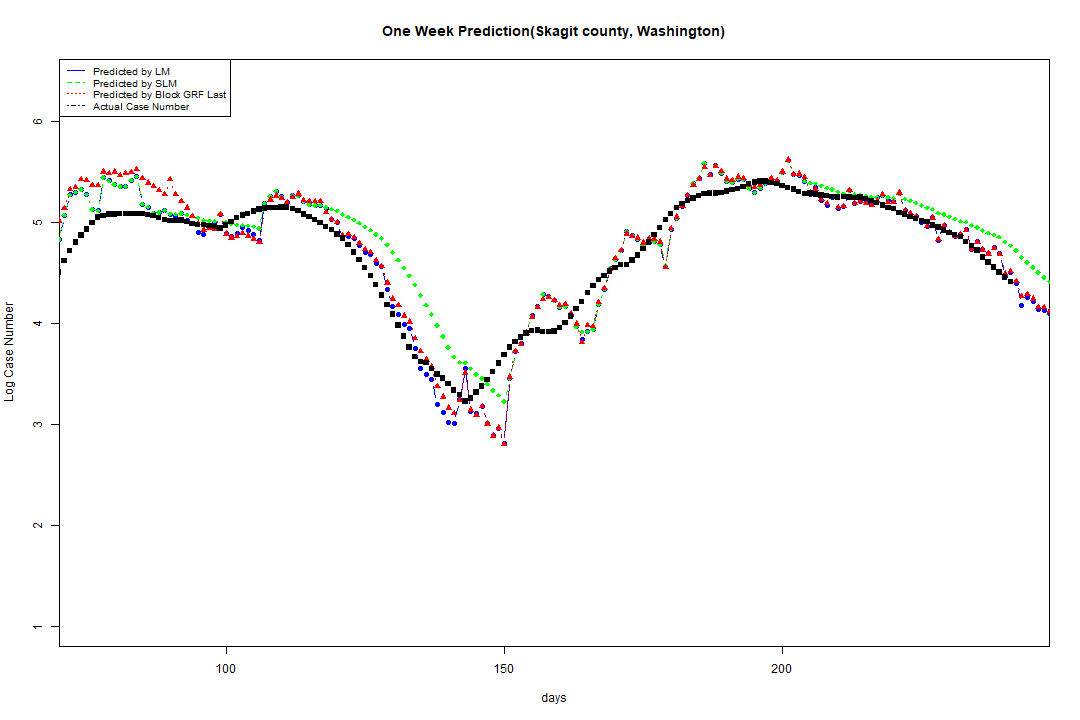 One Week Prediction(Skagit county, Washington)
Predicted by LM
Predicted by SLM
Predicted by Block GRF Last
Actual Case Number
6
5
4
3
2
1
Log Case Number
100 150 200
days